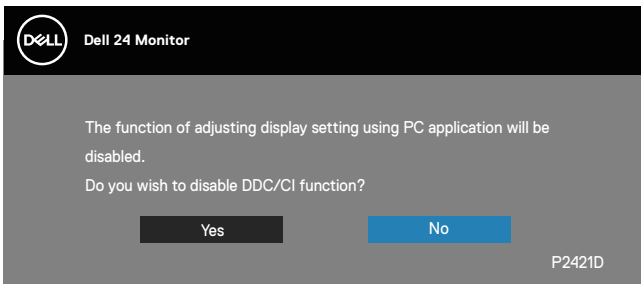 DELL Dell 24 Monitor
The function of adjusting display setting using PC application will be
disabled.
Do you wish to disable DDC/CI function?
Yes No
P2421D